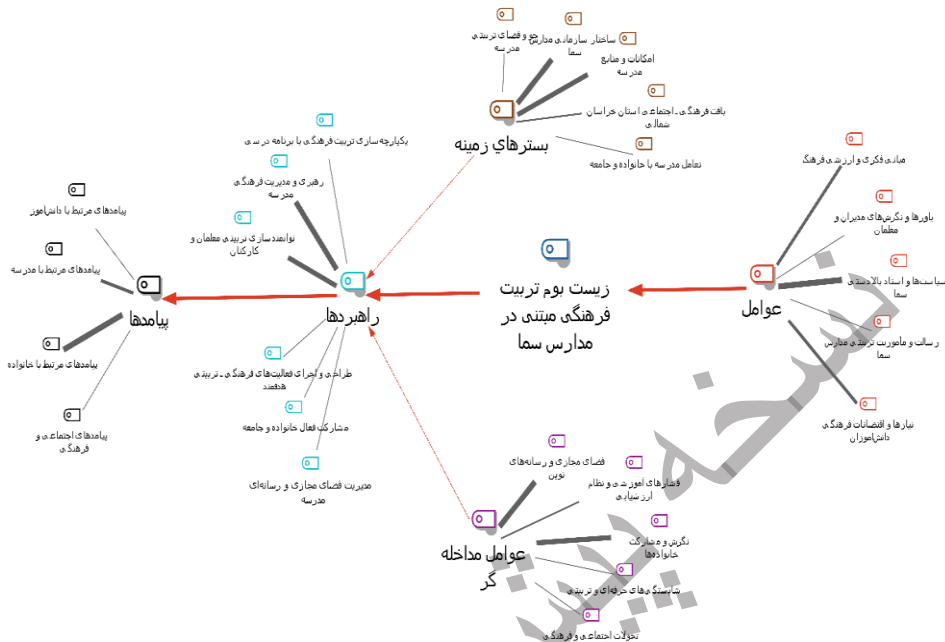 جو و فضای تربیتی
مدرسه
ساختار سازمانی مدارس
سما
امکانات و منابع
مدرسه
بافت فرهنگی - اجتماعی استان خراسان
شمالی
تعامل مدرسه با خانواده و جامعه
بسترهاي زمینه
مبانی فکری و ارزشی فرهنگ
باورها و نگرش‌های مدیران و
معلمان
سیاست‌ها و اسناد بالادستی
سما
رسالت و ماموریت تربیتی مدارس
سما
نیازها و اقتضائات فرهنگی
دانش‌آموزان
عوامل
زیست بوم تربیت
فرهنگی مبتنی در
مدارس سما
یکپارچه سازی تربیت فرهنگی با برنامه درسی
رهبری و مدیریت فرهنگی
مدرسه
توانمندسازی تربیتی معلمان و
کارکنان
راهبردها
طراحی و اجرای فعالیت‌های فرهنگی - تربیتی
هدفمند
مشارکت فعال خانواده و جامعه
مدیریت فضای مجازی و رسانه‌ای
مدرسه
پیامدهای مرتبط با دانش‌آموز
پیامدهای مرتبط با مدرسه
پیامدها
پیامدهای مرتبط با خانواده
پیامدهای اجتماعی و
فرهنگی
فضای مجازی و رسانه‌های
نوین
فشارهای آموزشی و نظام
ارزشیابی
نگرش و مشارکت
خانواده‌ها
شایستگی‌های حرفه‌ای و تربیتی
تحولات اجتماعی و فرهنگی
عوامل مداخله
گر
نسخه پیش